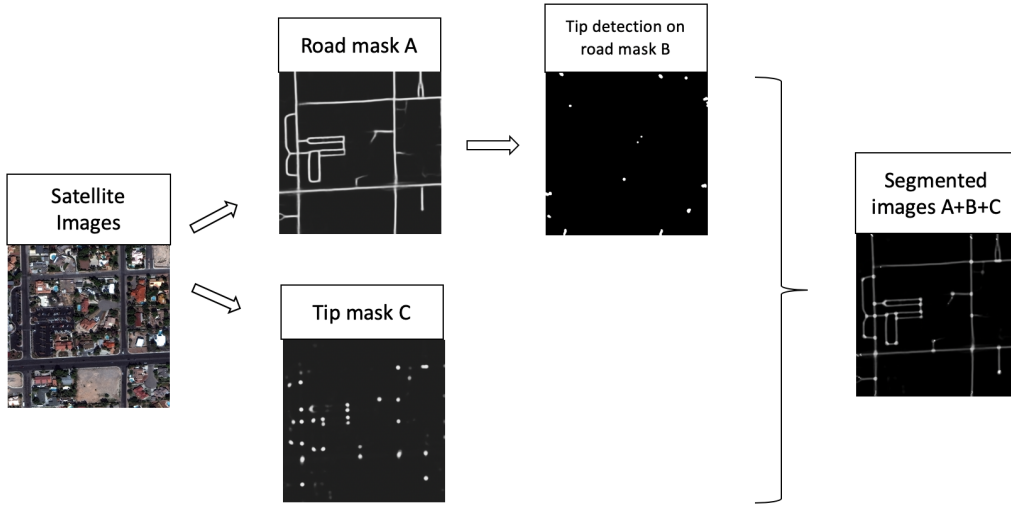 Satellite
Images
Road mask A
Tip mask C
Tip detection on
road mask B
Segmented
images A+B+C